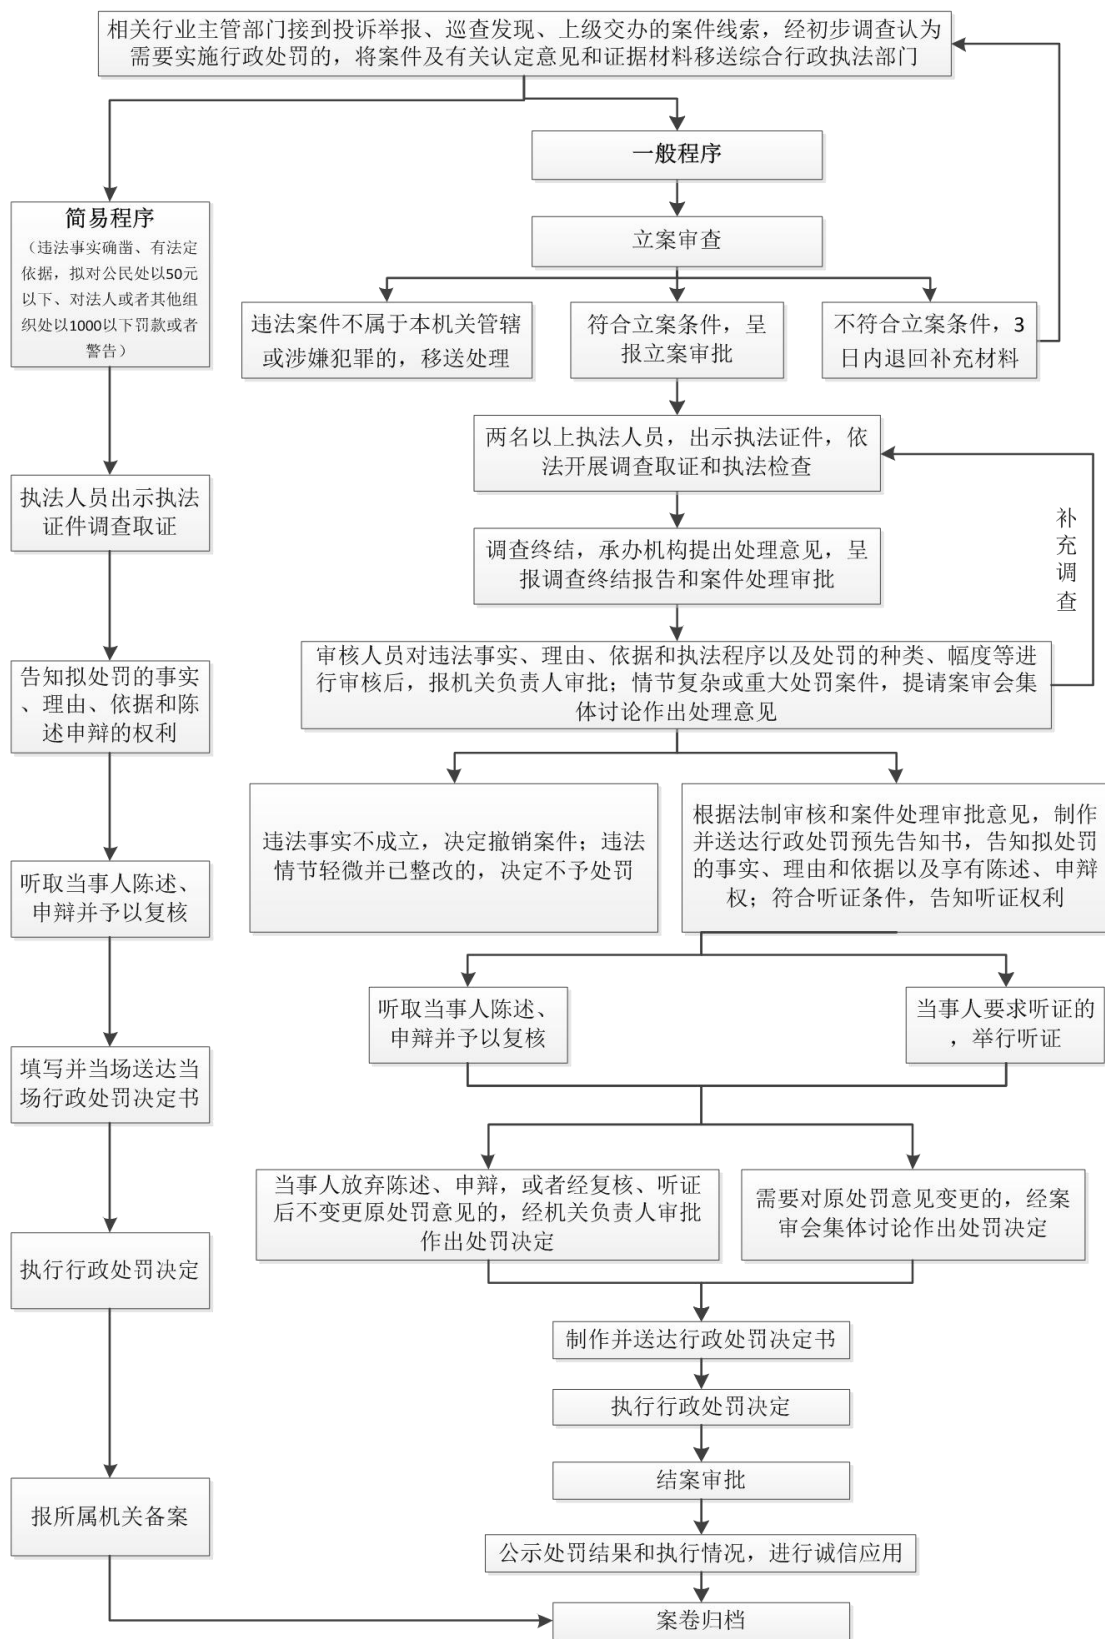 相关行业主管部门接到投诉举报、巡查发现、上级交办的案件线索，经初步调查认为
需要实施行政处罚的，将案件及有关认定意见和证据材料移送综合行政执法部门
简易程序
（违法事实确凿、有法定
依据，拟对公民处以50元
以下、对法人或者其他组
织处以1000以下罚款或者
警告）
执法人员出示执法
证件调查取证
告知拟处罚的事实
、理由、依据和陈
述申辩的权利
听取当事人陈述、
申辩并予以复核
填写并当场送达当
场行政处罚决定书
执行行政处罚决定
报所属机关备案
一般程序
立案审查
违法案件不属于本机关管辖
或涉嫌犯罪的，移送处理
符合立案条件，呈
报立案审批
不符合立案条件，3
日内退回补充材料
两名以上执法人员，出示执法证件，依
法开展调查取证和执法检查
调查终结，承办机构提出处理意见，呈
报调查终结报告和案件处理审批
补
充
调
查
审核人员对违法事实、理由、依据和执法程序以及处罚的种类、幅度等进
行审核后，报机关负责人审批；情节复杂或重大处罚案件，提请案审会集
体讨论作出处理意见
违法事实不成立，决定撤销案件；违法
情节轻微并已整改的，决定不予处罚
根据法制审核和案件处理审批意见，制作
并送达行政处罚预先告知书，告知拟处罚
的事实、理由和依据以及享有陈述、申辩
权；符合听证条件，告知听证权利
听取当事人陈述、
申辩并予以复核
当事人要求听证的
，举行听证
当事人放弃陈述、申辩，或者经复核、听证
后不变更原处罚意见的，经机关负责人审批
作出处罚决定
需要对原处罚意见变更的，经案
审会集体讨论作出处罚决定
制作并送达行政处罚决定书
执行行政处罚决定
结案审批
公示处罚结果和执行情况，进行诚信应用
案卷归档